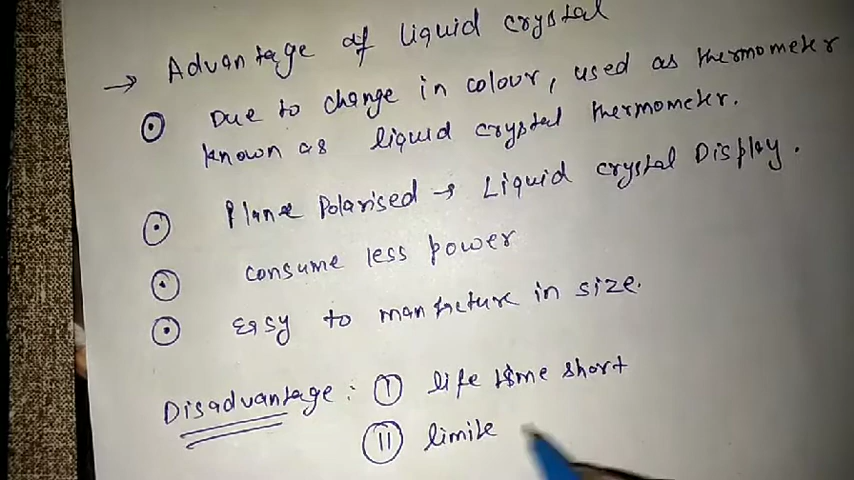 → Advantage of liquid crystal
Due to change in colour, used as thermometer
known as liquid crystal thermometer.
Plane Polarised → Liquid crystal Display.
consume less power
Easy to manfacture in size.
Disadvantage : I life time short
II limite